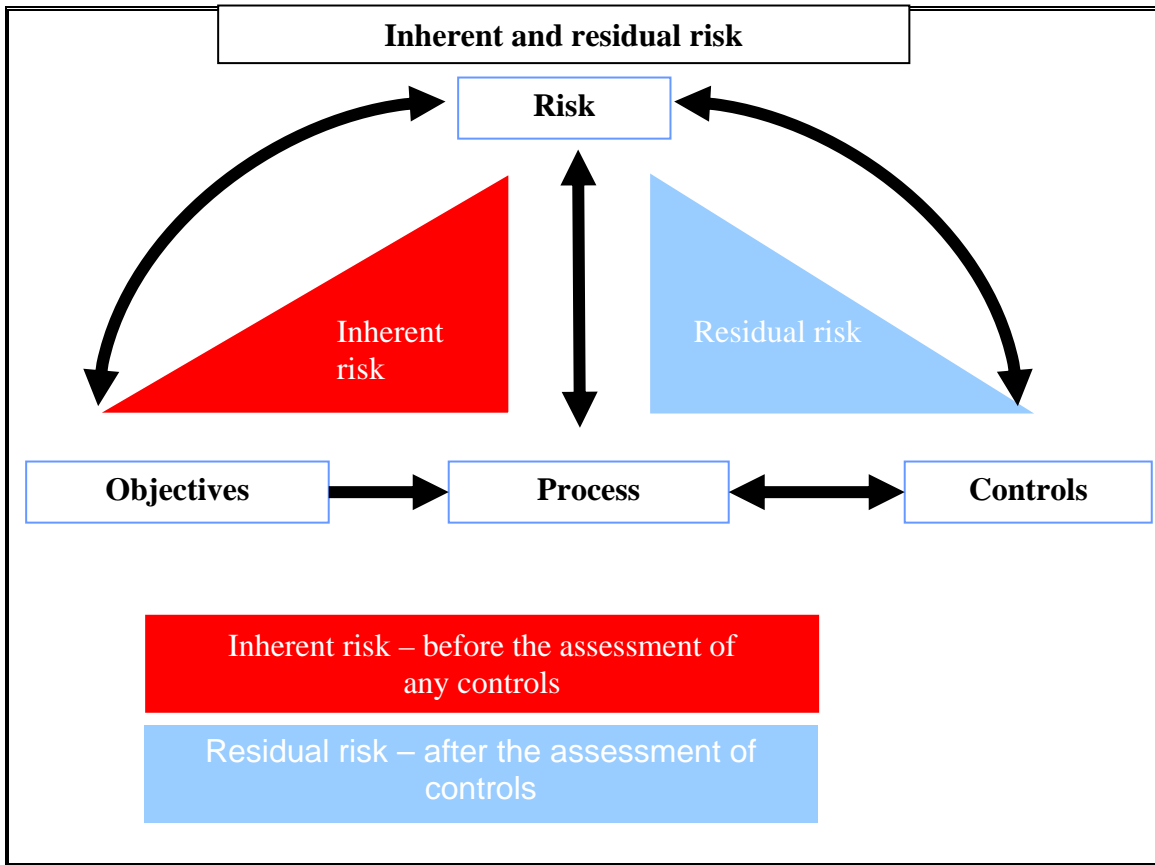 Inherent and residual risk
Risk
Inherent
risk
Residual risk
Objectives
Process
Controls
Inherent risk – before the assessment of
any controls
Residual risk – after the assessment of
controls